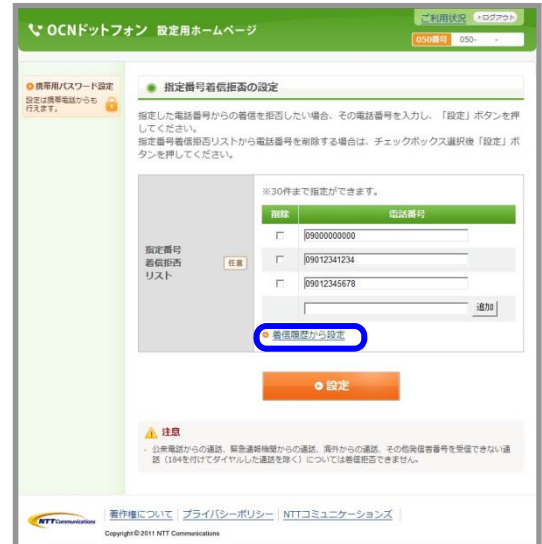 OCNドットフォン 設定用ホームページ
ご利用状況 ログアウト
050番号 050- -
携帯用パスワード設定
設定は携帯電話からも
行えます。
指定番号着信拒否の設定
指定した電話番号からの着信を拒否したい場合、その電話番号を入力し、「設定」ボタンを押
してください。
指定番号着信拒否リストから電話番号を削除する場合は、チェックボックス選択後「設定」ボ
タンを押してください。
※30件まで指定ができます。
削除 電話番号
09000000000
指定番号
着信拒否
リスト
任意
09012341234
09012345678
追加
着信履歴から設定
設定
注意
・ 公衆電話からの通話、緊急通報機関からの通話、海外からの通話、その他発信者番号を受信できない通
話（184を付けてダイヤルした通話を除く）については着信拒否できません。
NTT Communications
著作権について プライバシーポリシー NTTコミュニケーションズ
Copyright © 2011 NTT Communications